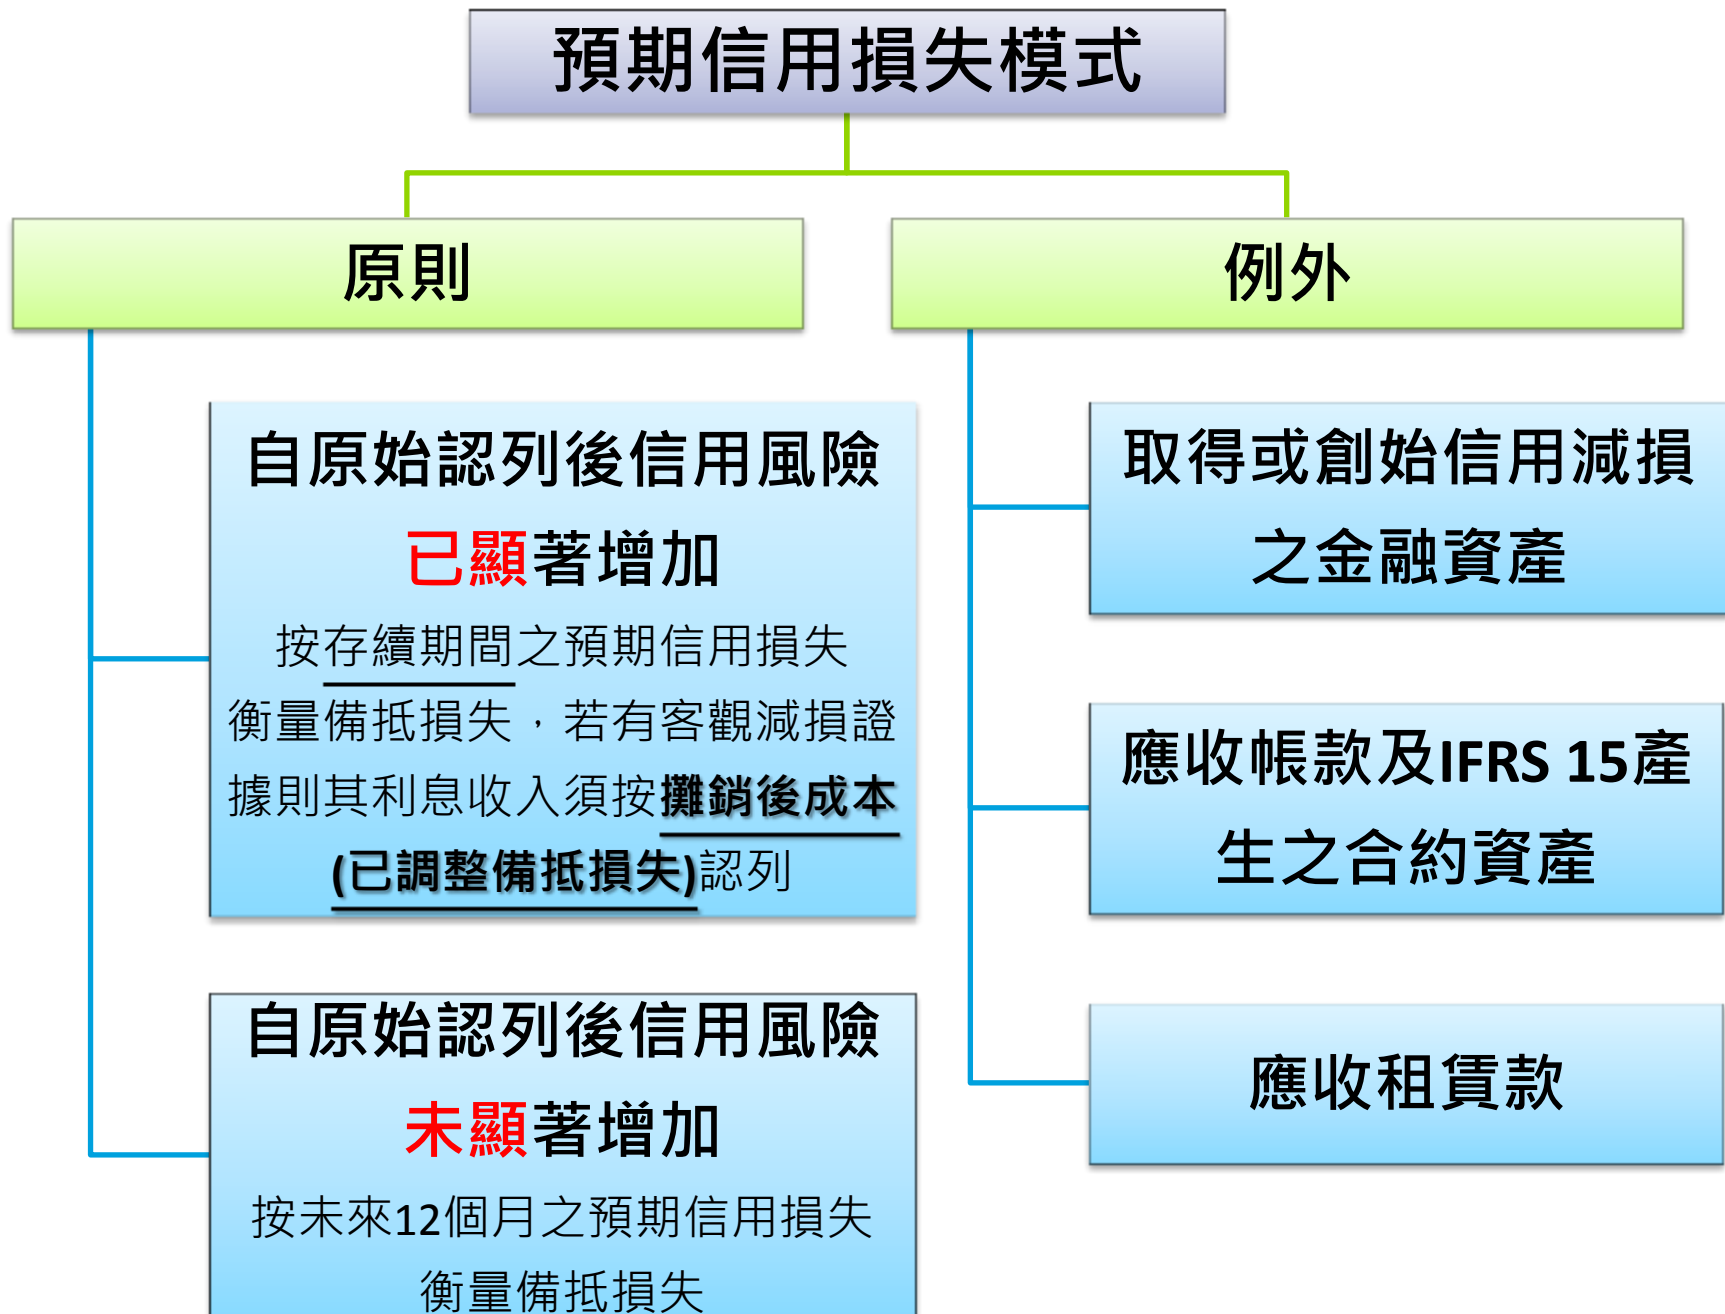 預期信用損失模式
原則
自原始認列後信用風險
已顯著增加
按存續期間之預期信用損失
衡量備抵損失，若有客觀減損證
據則其利息收入須按攤銷後成本
(已調整備抵損失)認列
自原始認列後信用風險
未顯著增加
按未來12個月之預期信用損失
衡量備抵損失
例外
取得或創始信用減損
之金融資產
應收帳款及IFRS 15產
生之合約資產
應收租賃款